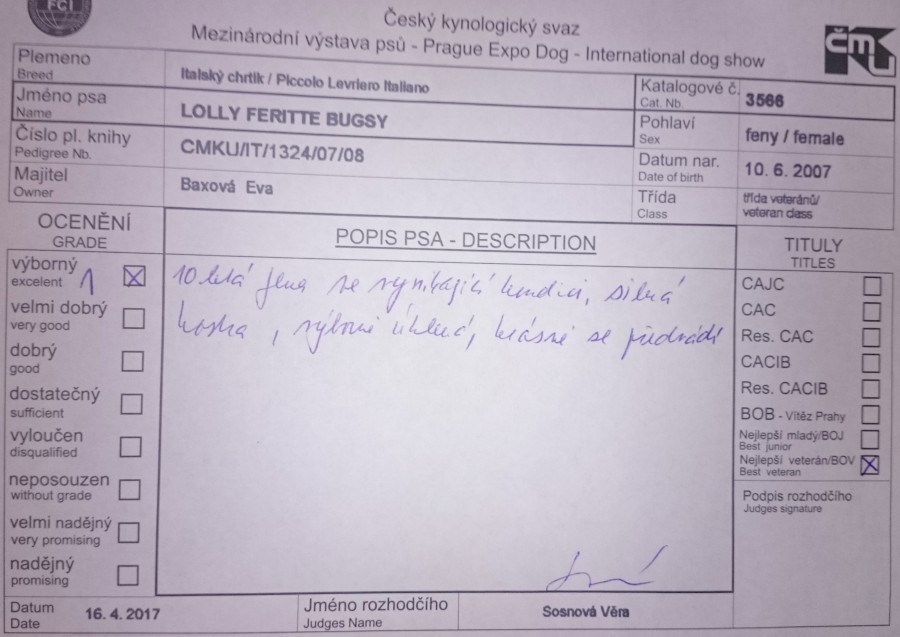 FCI
Český kynologický svaz
Mezinárodní výstava psů - Prague Expo Dog - International dog show
ČMKU
Plemeno
Breed
Italský chrtik / Piccolo Levriero Italiano
Katalogové č.
Cat. Nb.
3566
Jméno psa
Name
LOLLY FERITTE BUGSY
Pohlaví
Sex
feny / female
Číslo pl. knihy
Pedigree Nb.
CMKU/IT/1324/07/08
Datum nar.
Date of birth
10. 6. 2007
Majitel
Owner
Baxová Eva
Třída
Class
třída veteránů/
veteran class
OCENĚNÍ
GRADE
výborný
excelent 1
velmi dobrý
very good
dobrý
good
dostatečný
sufficient
vyloučen
disqualified
neposouzen
without grade
velmi nadějný
very promising
nadějný
promising
POPIS PSA - DESCRIPTION
10 letá fena ve vynikající kondici, silná
kostra, výborně úhlená, krásně se předvádí
TITULY
TITLES
CAJC
CAC
Res. CAC
CACIB
Res. CACIB
BOB - Vítěz Prahy
Nejlepší mladý/BOJ
Best junior
Nejlepší veterán/BOV
Best veteran
Podpis rozhodčího
Judges signature
Datum
Date
16. 4. 2017
Jméno rozhodčího
Judges Name
Sosnová Věra